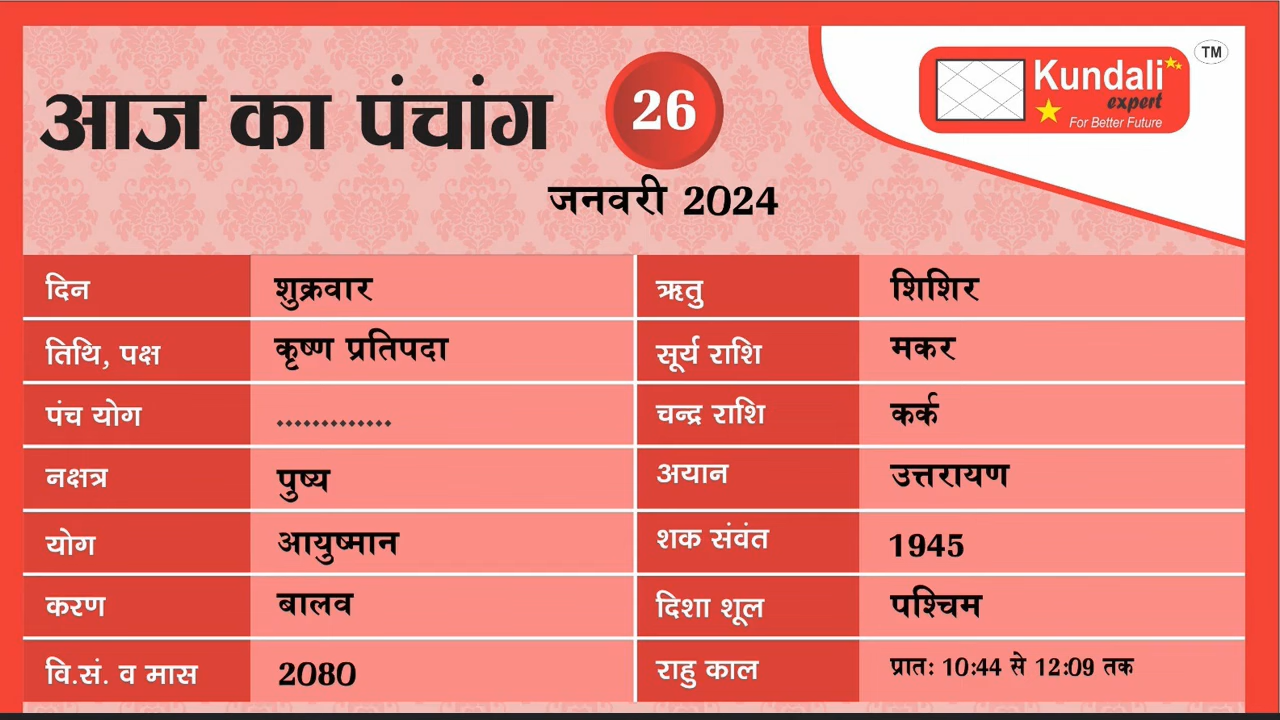 आज का पंचांग
26
जनवरी 2024
Kundali
expert
For Better Future
TM
दिन शुक्रवार ऋतु शिशिर
तिथि, पक्ष कृष्ण प्रतिपदा सूर्य राशि मकर
पंच योग ............. चन्द्र राशि कर्क
नक्षत्र पुष्य अयान उत्तरायण
योग आयुष्मान शक संवंत 1945
करण बालव दिशा शूल पश्चिम
वि.सं. व मास 2080 राहु काल प्रातः 10:44 से 12:09 तक